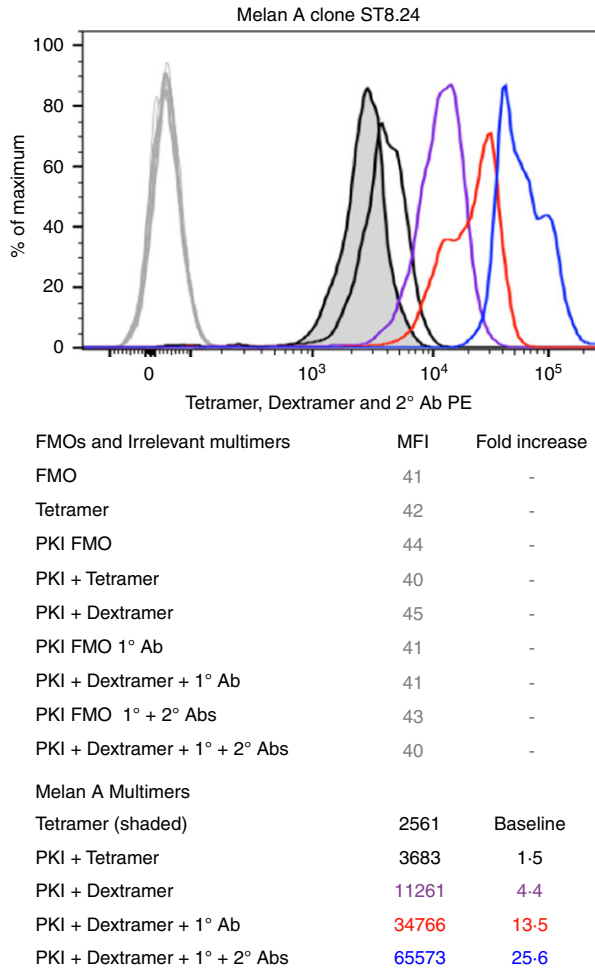 Melan A clone ST8.24
100
80
60
40
20
0
% of maximum
0 10³ 10⁴ 10⁵
Tetramer, Dextramer and 2° Ab PE
FMOs and Irrelevant multimers MFI Fold increase
FMO 41 -
Tetramer 42 -
PKI FMO 44 -
PKI + Tetramer 40 -
PKI + Dextramer 45 -
PKI FMO 1° Ab 41 -
PKI + Dextramer + 1° Ab 41 -
PKI FMO 1° + 2° Abs 43 -
PKI + Dextramer + 1° + 2° Abs 40 -
Melan A Multimers
Tetramer (shaded) 2561 Baseline
PKI + Tetramer 3683 1·5
PKI + Dextramer 11261 4·4
PKI + Dextramer + 1° Ab 34766 13·5
PKI + Dextramer + 1° + 2° Abs 65573 25·6